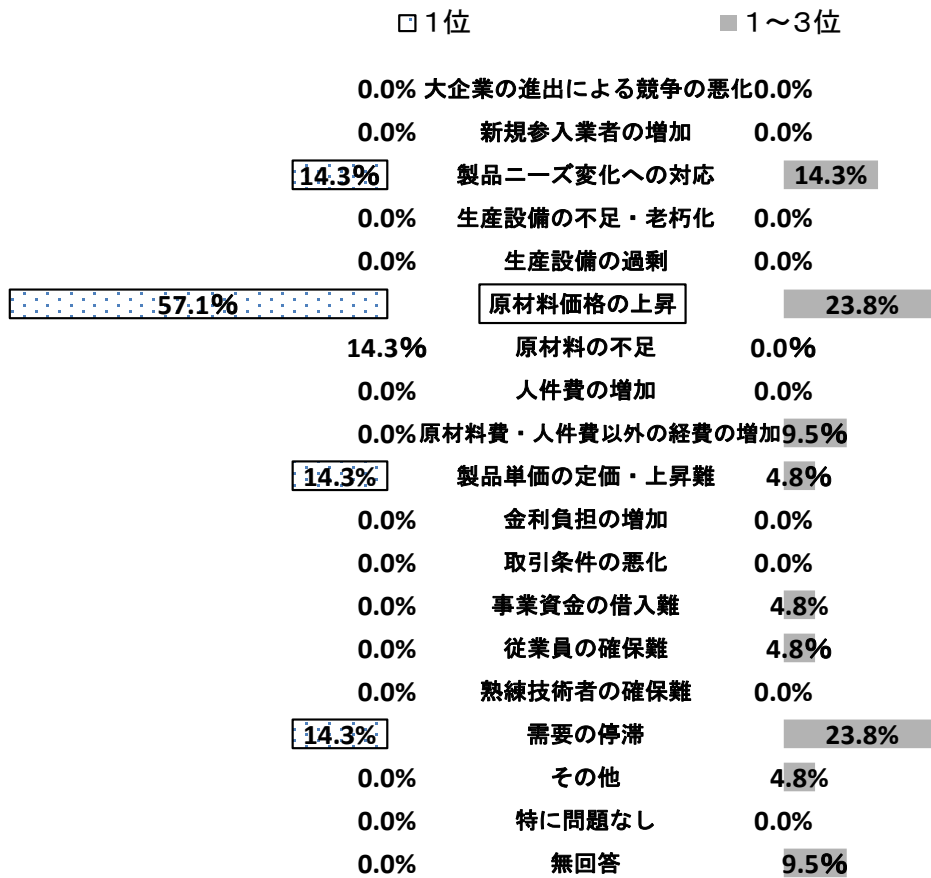 1位 1～3位
0.0% 大企業の進出による競争の悪化 0.0%
0.0% 新規参入業者の増加 0.0%
14.3% 製品ニーズ変化への対応 14.3%
0.0% 生産設備の不足・老朽化 0.0%
0.0% 生産設備の過剰 0.0%
57.1% 原材料価格の上昇 23.8%
14.3% 原材料の不足 0.0%
0.0% 人件費の増加 0.0%
0.0% 原材料費・人件費以外の経費の増加 9.5%
14.3% 製品単価の定価・上昇難 4.8%
0.0% 金利負担の増加 0.0%
0.0% 取引条件の悪化 0.0%
0.0% 事業資金の借入難 4.8%
0.0% 従業員の確保難 4.8%
0.0% 熟練技術者の確保難 0.0%
14.3% 需要の停滞 23.8%
0.0% その他 4.8%
0.0% 特に問題なし 0.0%
0.0% 無回答 9.5%